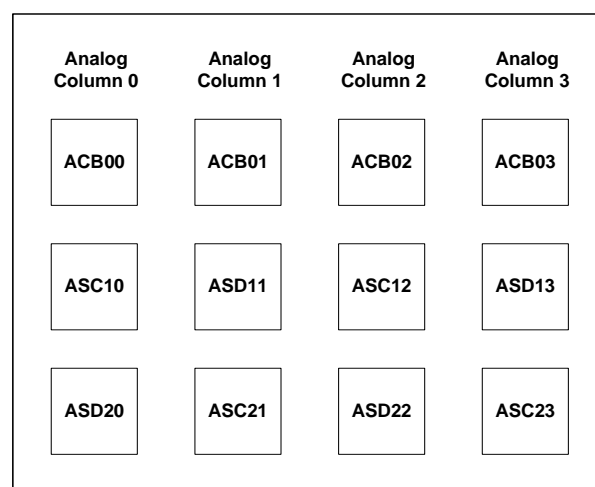 Analog Analog Analog Analog
Column 0 Column 1 Column 2 Column 3
ACB00 ACB01 ACB02 ACB03
ASC10 ASD11 ASC12 ASD13
ASD20 ASC21 ASD22 ASC23